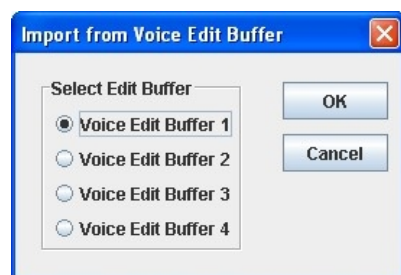 Import from Voice Edit Buffer
Select Edit Buffer
Voice Edit Buffer 1
Voice Edit Buffer 2
Voice Edit Buffer 3
Voice Edit Buffer 4
OK
Cancel